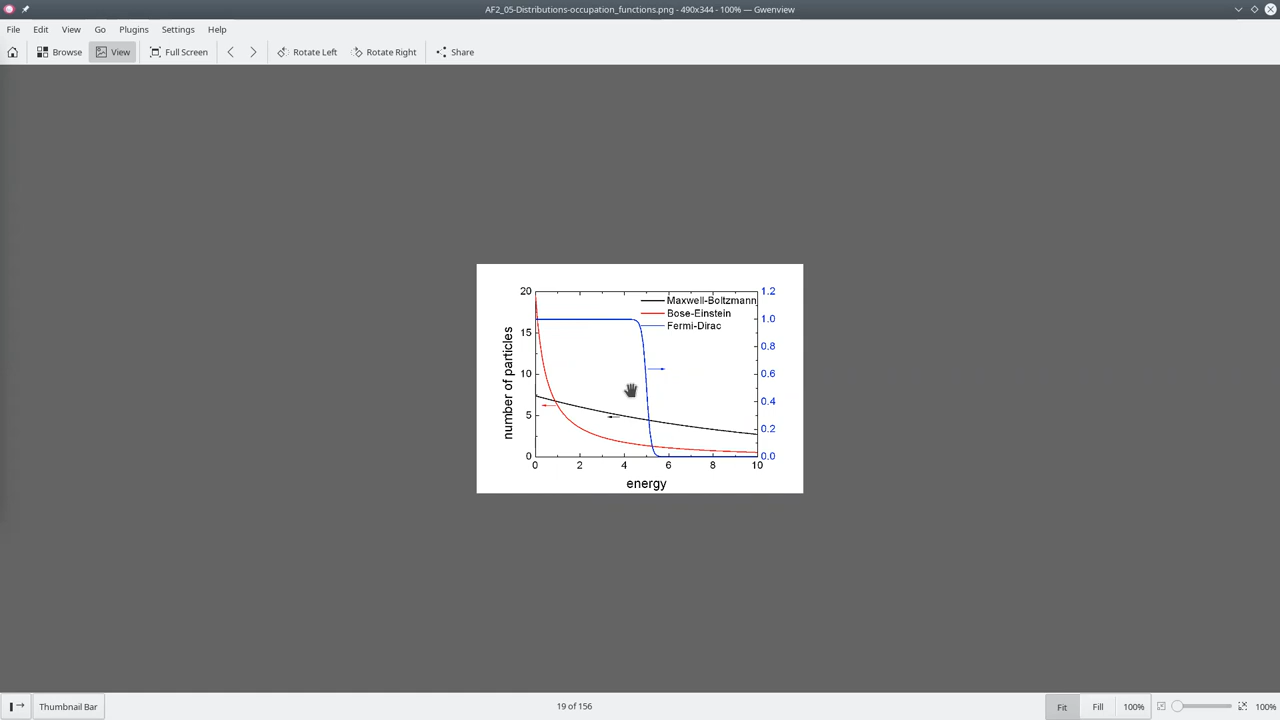 AF2_05-Distributions-occupation_functions.png - 490x344 - 100% — Gwenview
File Edit View Go Plugins Settings Help
Browse View Full Screen Rotate Left Rotate Right Share
20 1.2
Maxwell-Boltzmann
Bose-Einstein
1.0
Fermi-Dirac
15
0.8
number of particles
10 0.6
0.4
5
0.2
0 0.0
0 2 4 6 8 10
energy
Thumbnail Bar 19 of 156 Fit Fill 100% 100%